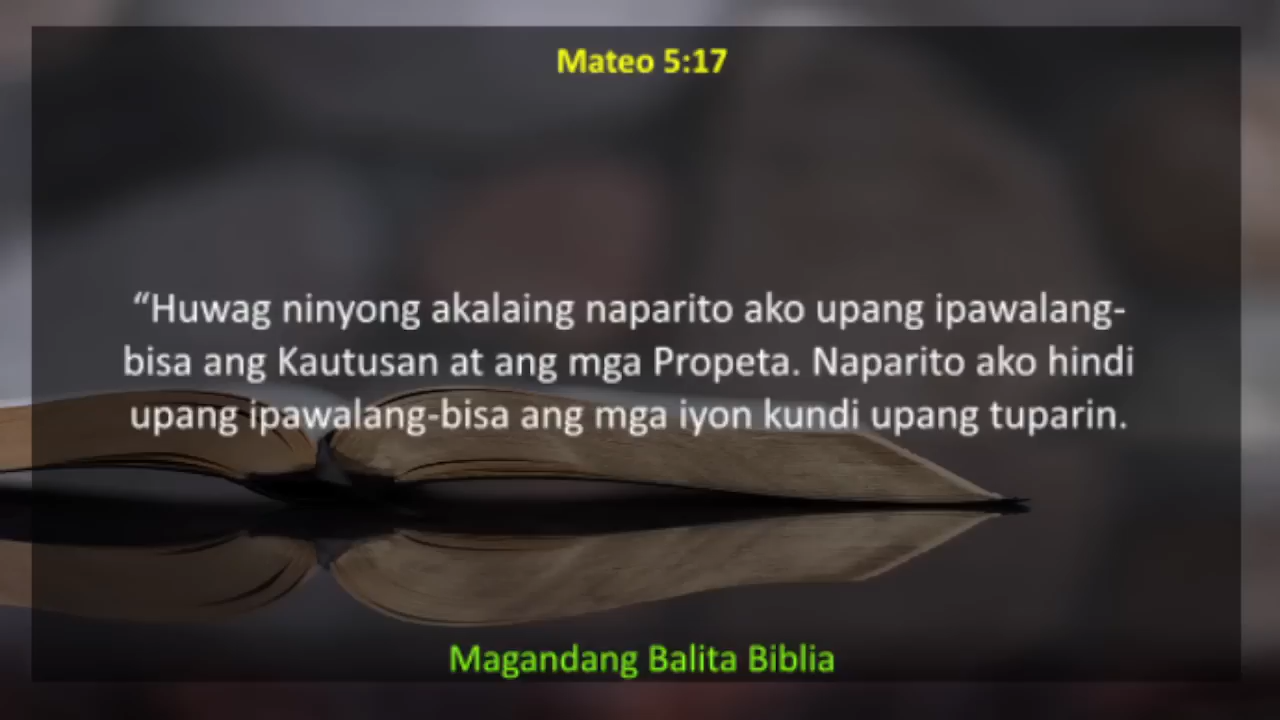 Mateo 5:17
“Huwag ninyong akalaing naparito ako upang ipawalang-
bisa ang Kautusan at ang mga Propeta. Naparito ako hindi
upang ipawalang-bisa ang mga iyon kundi upang tuparin.
Magandang Balita Biblia